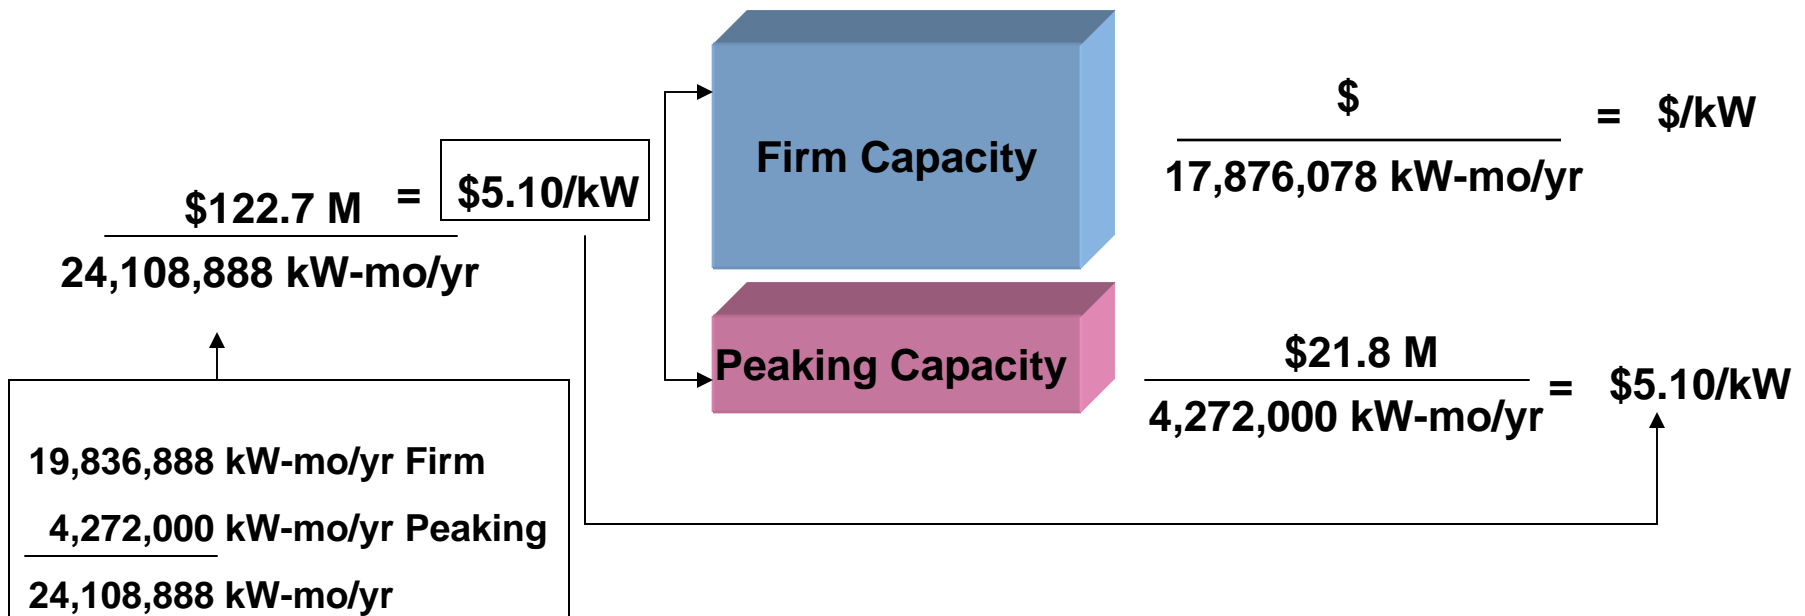 $122.7 M = $5.10/kW
24,108,888 kW-mo/yr
19,836,888 kW-mo/yr Firm
4,272,000 kW-mo/yr Peaking
24,108,888 kW-mo/yr
Firm Capacity
$ = $/kW
17,876,078 kW-mo/yr
Peaking Capacity
$21.8 M = $5.10/kW
4,272,000 kW-mo/yr